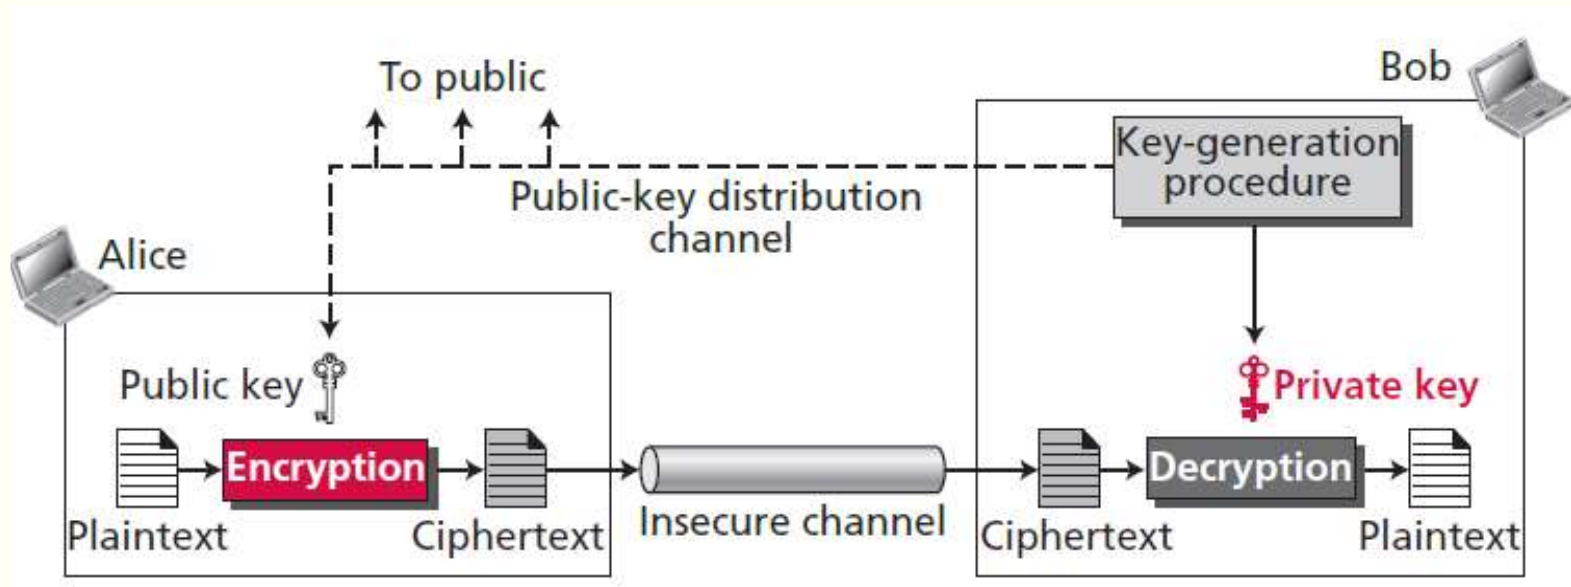 To public
Bob
Key-generation
procedure
Public-key distribution
channel
Alice
Public key
Private key
Encryption
Decryption
Plaintext
Ciphertext
Insecure channel
Ciphertext
Plaintext